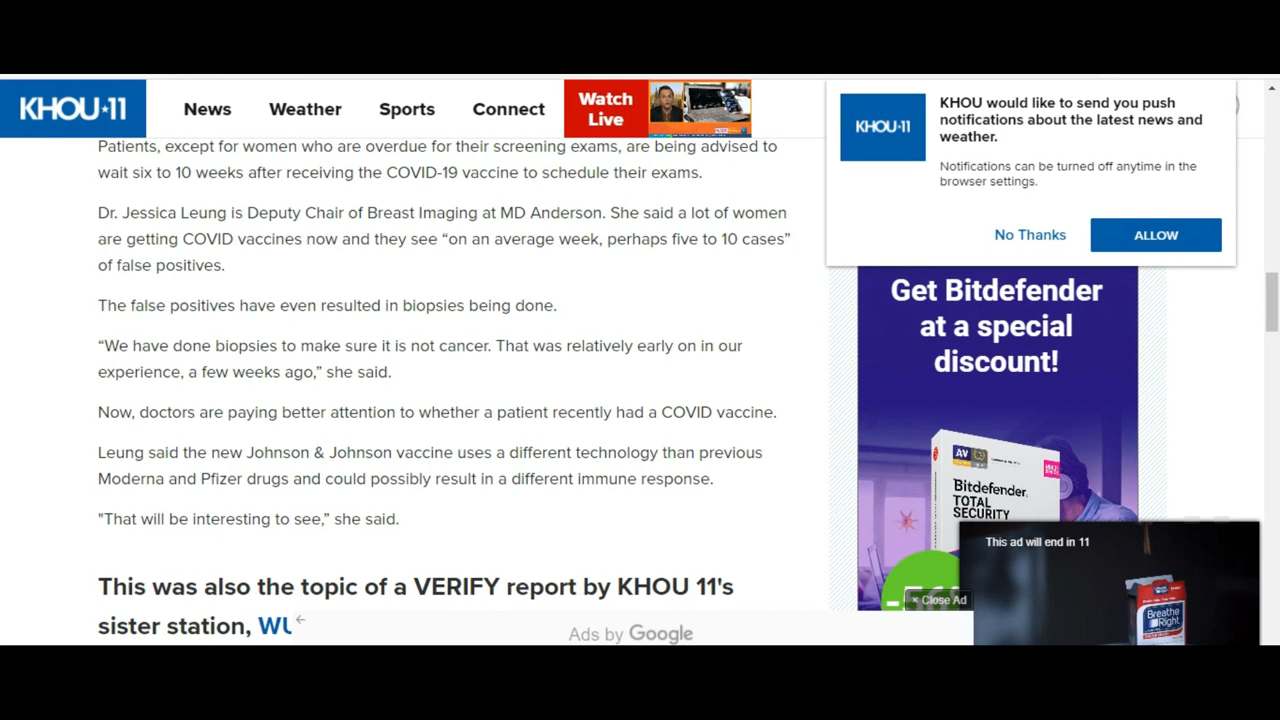 KHOU★11
News
Weather
Sports
Connect
Watch
Live
KHOU·11
KHOU would like to send you push
notifications about the latest news and
weather.
Notifications can be turned off anytime in the
browser settings.
No Thanks
ALLOW
Patients, except for women who are overdue for their screening exams, are being advised to
wait six to 10 weeks after receiving the COVID-19 vaccine to schedule their exams.
Dr. Jessica Leung is Deputy Chair of Breast Imaging at MD Anderson. She said a lot of women
are getting COVID vaccines now and they see “on an average week, perhaps five to 10 cases”
of false positives.
The false positives have even resulted in biopsies being done.
“We have done biopsies to make sure it is not cancer. That was relatively early on in our
experience, a few weeks ago,” she said.
Now, doctors are paying better attention to whether a patient recently had a COVID vaccine.
Leung said the new Johnson & Johnson vaccine uses a different technology than previous
Moderna and Pfizer drugs and could possibly result in a different immune response.
"That will be interesting to see,” she said.
This was also the topic of a VERIFY report by KHOU 11's
sister station,
Get Bitdefender
at a special
discount!
AV
Bitdefender
TOTAL
SECURITY
This ad will end in 11
× Close Ad
Breathe
Right
Ads by Google